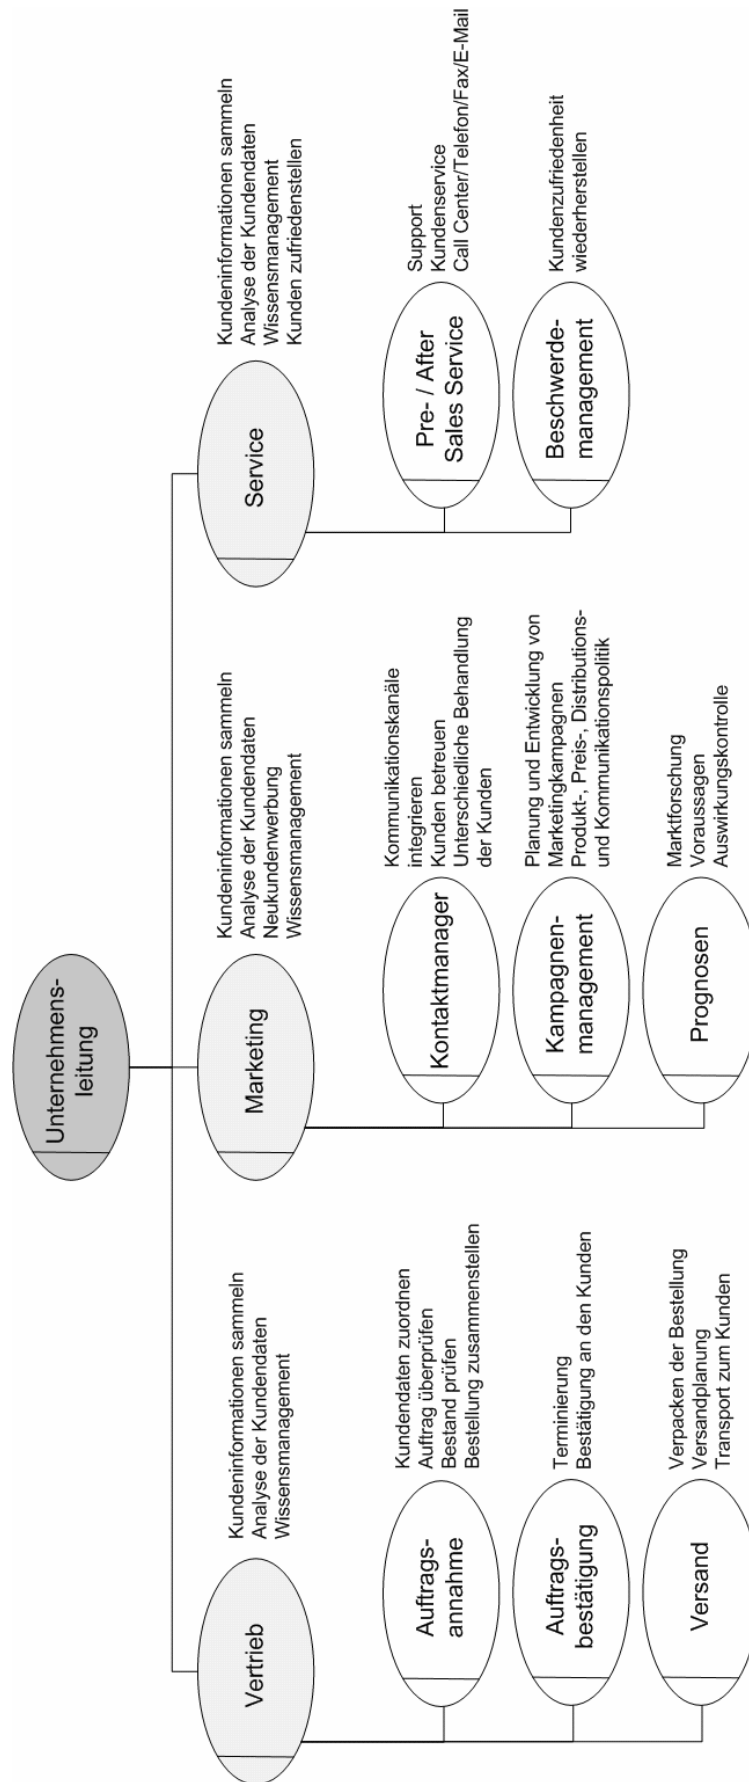 Unternehmens-
leitung
Vertrieb
Kundeninformationen sammeln
Analyse der Kundendaten
Wissensmanagement
Auftrags-
annahme
Kundendaten zuordnen
Auftrag überprüfen
Bestand prüfen
Bestellung zusammenstellen
Auftrags-
bestätigung
Terminierung
Bestätigung an den Kunden
Versand
Verpacken der Bestellung
Versandplanung
Transport zum Kunden
Marketing
Kundeninformationen sammeln
Analyse der Kundendaten
Neukundenwerbung
Wissensmanagement
Kontaktmanager
Kommunikationskanäle
integrieren
Kunden betreuen
Unterschiedliche Behandlung
der Kunden
Kampagnen-
management
Planung und Entwicklung von
Marketingkampagnen
Produkt-, Preis-, Distributions-
und Kommunikationspolitik
Prognosen
Marktforschung
Voraussagen
Auswirkungskontrolle
Service
Kundeninformationen sammeln
Analyse der Kundendaten
Wissensmanagement
Kunden zufriedenstellen
Pre- / After
Sales Service
Support
Kundenservice
Call Center/Telefon/Fax/E-Mail
Beschwerde-
management
Kundenzufriedenheit
wiederherstellen